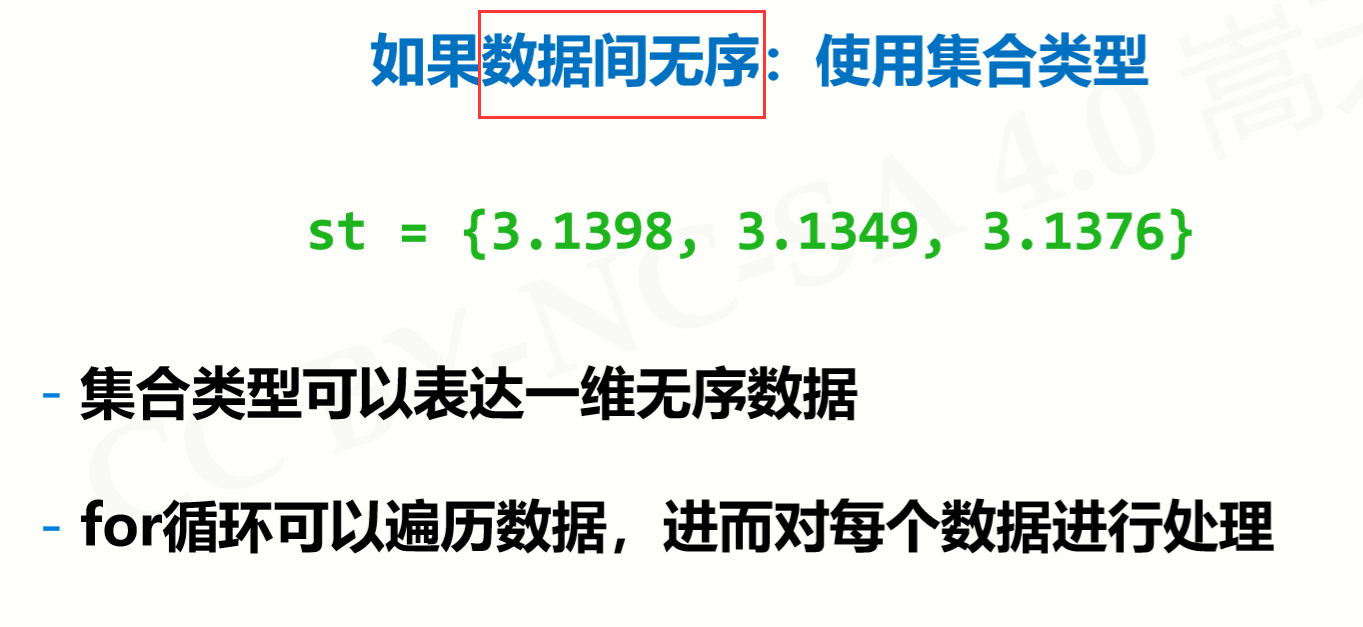 如果数据间无序：使用集合类型
st = {3.1398, 3.1349, 3.1376}
- 集合类型可以表达一维无序数据
- for循环可以遍历数据，进而对每个数据进行处理
CC BY-NC-SA 4.0 嵩天